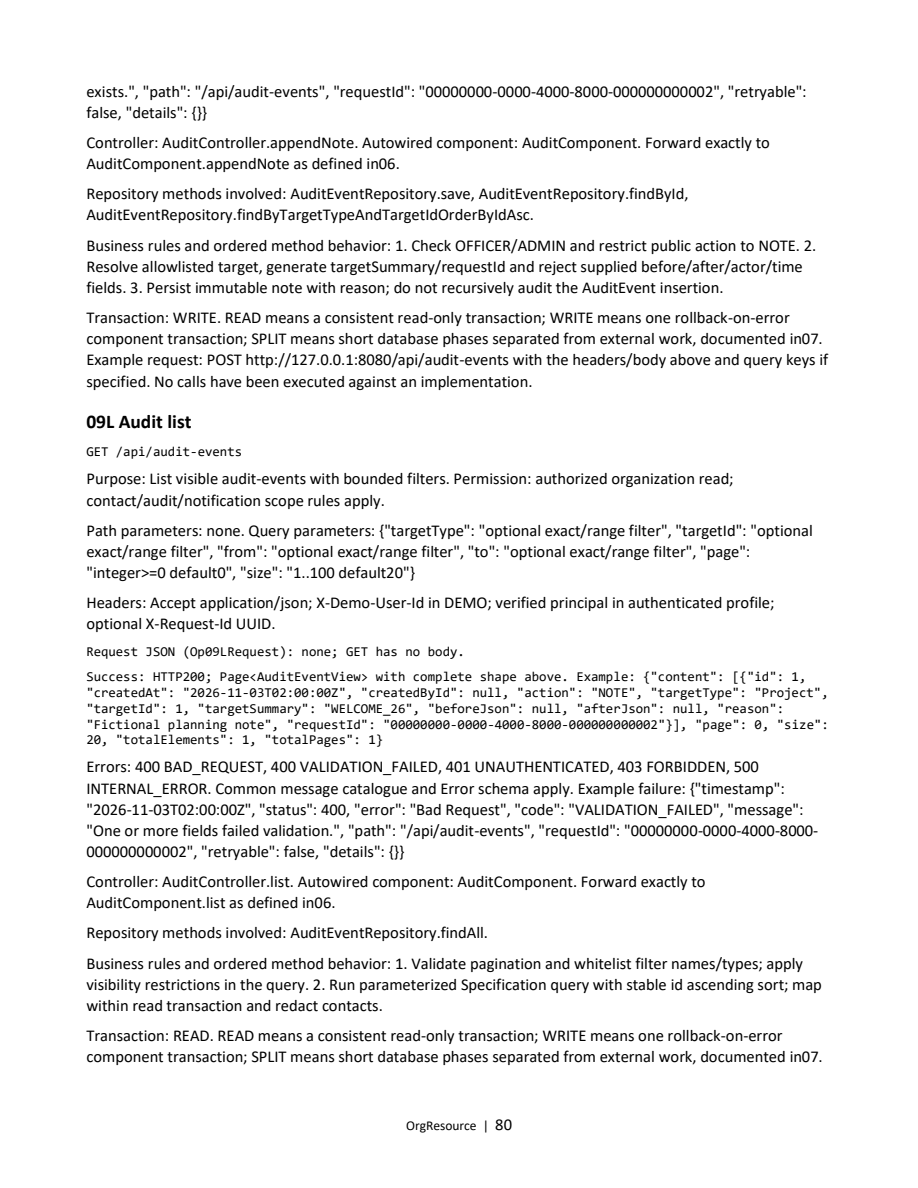 exists.", "path": "/api/audit-events", "requestId": "00000000-0000-4000-8000-000000000002", "retryable":
false, "details": {}}
Controller: AuditController.appendNote. Autowired component: AuditComponent. Forward exactly to
AuditComponent.appendNote as defined in06.
Repository methods involved: AuditEventRepository.save, AuditEventRepository.findById,
AuditEventRepository.findByTargetTypeAndTargetIdOrderByIdAsc.
Business rules and ordered method behavior: 1. Check OFFICER/ADMIN and restrict public action to NOTE. 2.
Resolve allowlisted target, generate targetSummary/requestId and reject supplied before/after/actor/time
fields. 3. Persist immutable note with reason; do not recursively audit the AuditEvent insertion.
Transaction: WRITE. READ means a consistent read-only transaction; WRITE means one rollback-on-error
component transaction; SPLIT means short database phases separated from external work, documented in07.
Example request: POST http://127.0.0.1:8080/api/audit-events with the headers/body above and query keys if
specified. No calls have been executed against an implementation.
09L Audit list
GET /api/audit-events
Purpose: List visible audit-events with bounded filters. Permission: authorized organization read;
contact/audit/notification scope rules apply.
Path parameters: none. Query parameters: {"targetType": "optional exact/range filter", "targetId": "optional
exact/range filter", "from": "optional exact/range filter", "to": "optional exact/range filter", "page":
"integer>=0 default0", "size": "1..100 default20"}
Headers: Accept application/json; X-Demo-User-Id in DEMO; verified principal in authenticated profile;
optional X-Request-Id UUID.
Request JSON (Op09LRequest): none; GET has no body.
Success: HTTP200; Page<AuditEventView> with complete shape above. Example: {"content": [{"id": 1,
"createdAt": "2026-11-03T02:00:00Z", "createdById": null, "action": "NOTE", "targetType": "Project",
"targetId": 1, "targetSummary": "WELCOME_26", "beforeJson": null, "afterJson": null, "reason":
"Fictional planning note", "requestId": "00000000-0000-4000-8000-000000000002"}], "page": 0, "size":
20, "totalElements": 1, "totalPages": 1}
Errors: 400 BAD_REQUEST, 400 VALIDATION_FAILED, 401 UNAUTHENTICATED, 403 FORBIDDEN, 500
INTERNAL_ERROR. Common message catalogue and Error schema apply. Example failure: {"timestamp":
"2026-11-03T02:00:00Z", "status": 400, "error": "Bad Request", "code": "VALIDATION_FAILED", "message":
"One or more fields failed validation.", "path": "/api/audit-events", "requestId": "00000000-0000-4000-8000-
000000000002", "retryable": false, "details": {}}
Controller: AuditController.list. Autowired component: AuditComponent. Forward exactly to
AuditComponent.list as defined in06.
Repository methods involved: AuditEventRepository.findAll.
Business rules and ordered method behavior: 1. Validate pagination and whitelist filter names/types; apply
visibility restrictions in the query. 2. Run parameterized Specification query with stable id ascending sort; map
within read transaction and redact contacts.
Transaction: READ. READ means a consistent read-only transaction; WRITE means one rollback-on-error
component transaction; SPLIT means short database phases separated from external work, documented in07.
OrgResource | 80